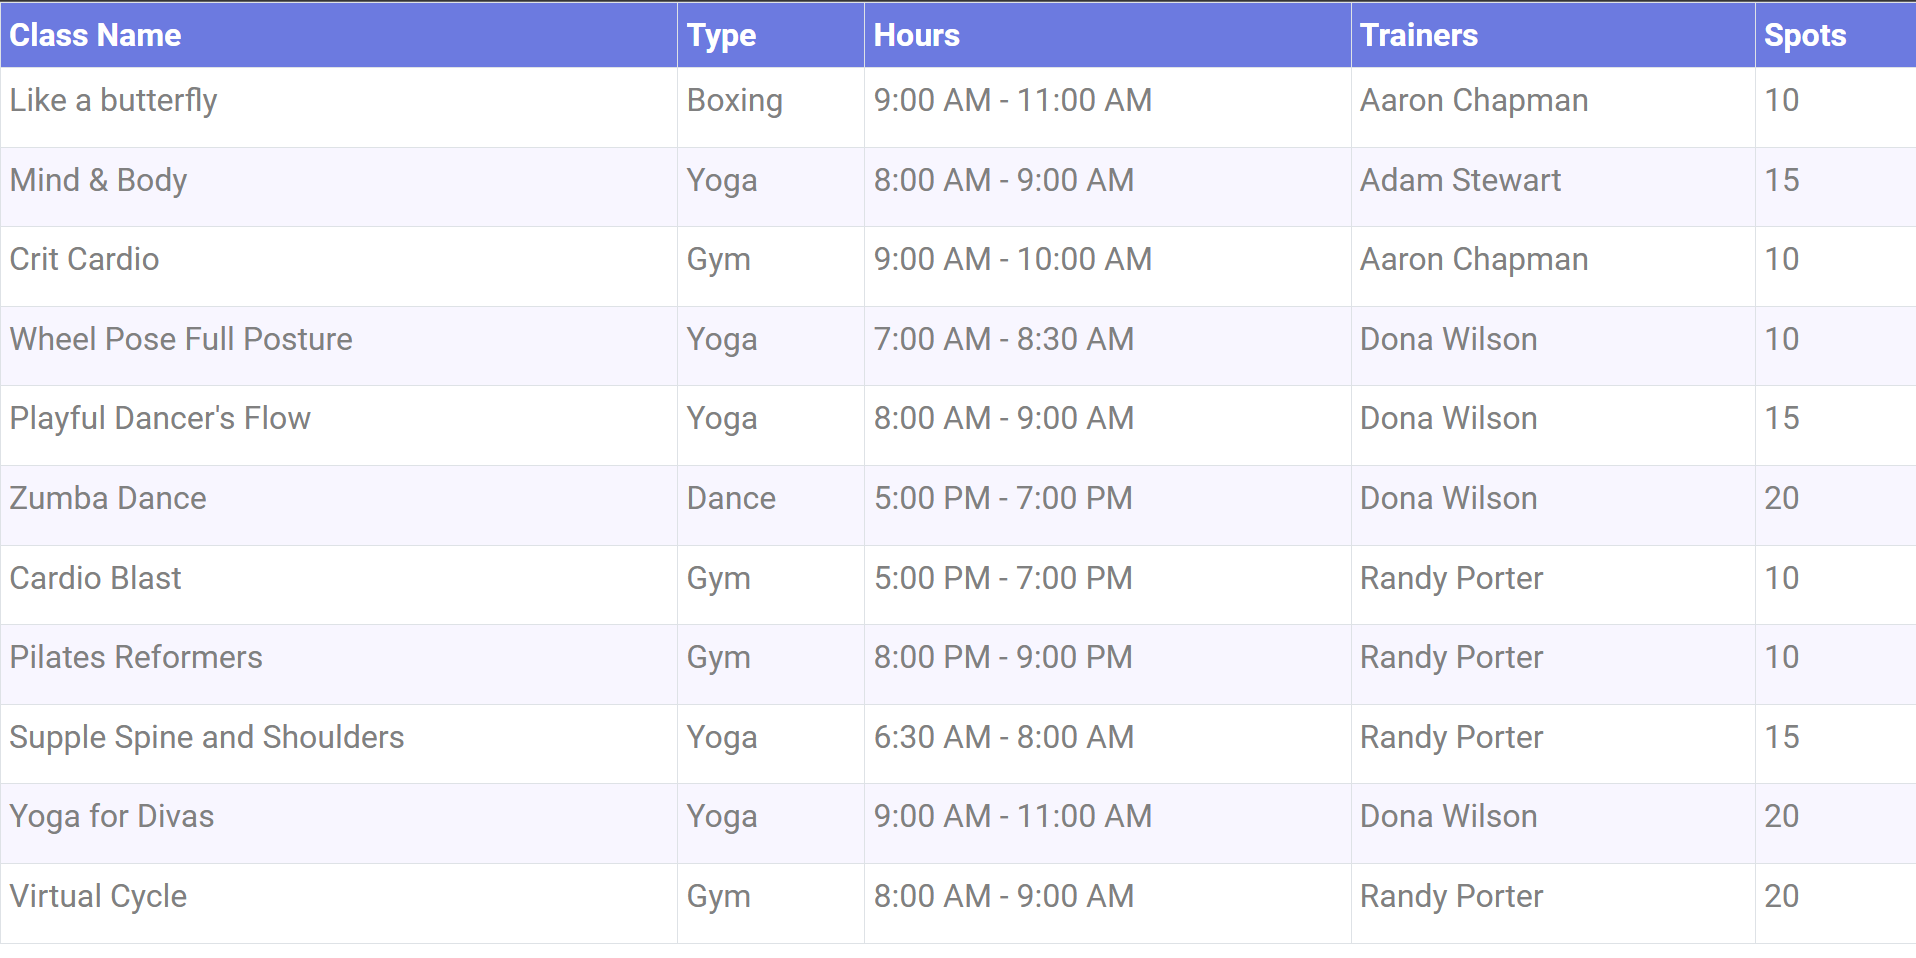 Class Name Type Hours Trainers Spots
Like a butterfly Boxing 9:00 AM - 11:00 AM Aaron Chapman 10
Mind & Body Yoga 8:00 AM - 9:00 AM Adam Stewart 15
Crit Cardio Gym 9:00 AM - 10:00 AM Aaron Chapman 10
Wheel Pose Full Posture Yoga 7:00 AM - 8:30 AM Dona Wilson 10
Playful Dancer's Flow Yoga 8:00 AM - 9:00 AM Dona Wilson 15
Zumba Dance Dance 5:00 PM - 7:00 PM Dona Wilson 20
Cardio Blast Gym 5:00 PM - 7:00 PM Randy Porter 10
Pilates Reformers Gym 8:00 PM - 9:00 PM Randy Porter 10
Supple Spine and Shoulders Yoga 6:30 AM - 8:00 AM Randy Porter 15
Yoga for Divas Yoga 9:00 AM - 11:00 AM Dona Wilson 20
Virtual Cycle Gym 8:00 AM - 9:00 AM Randy Porter 20